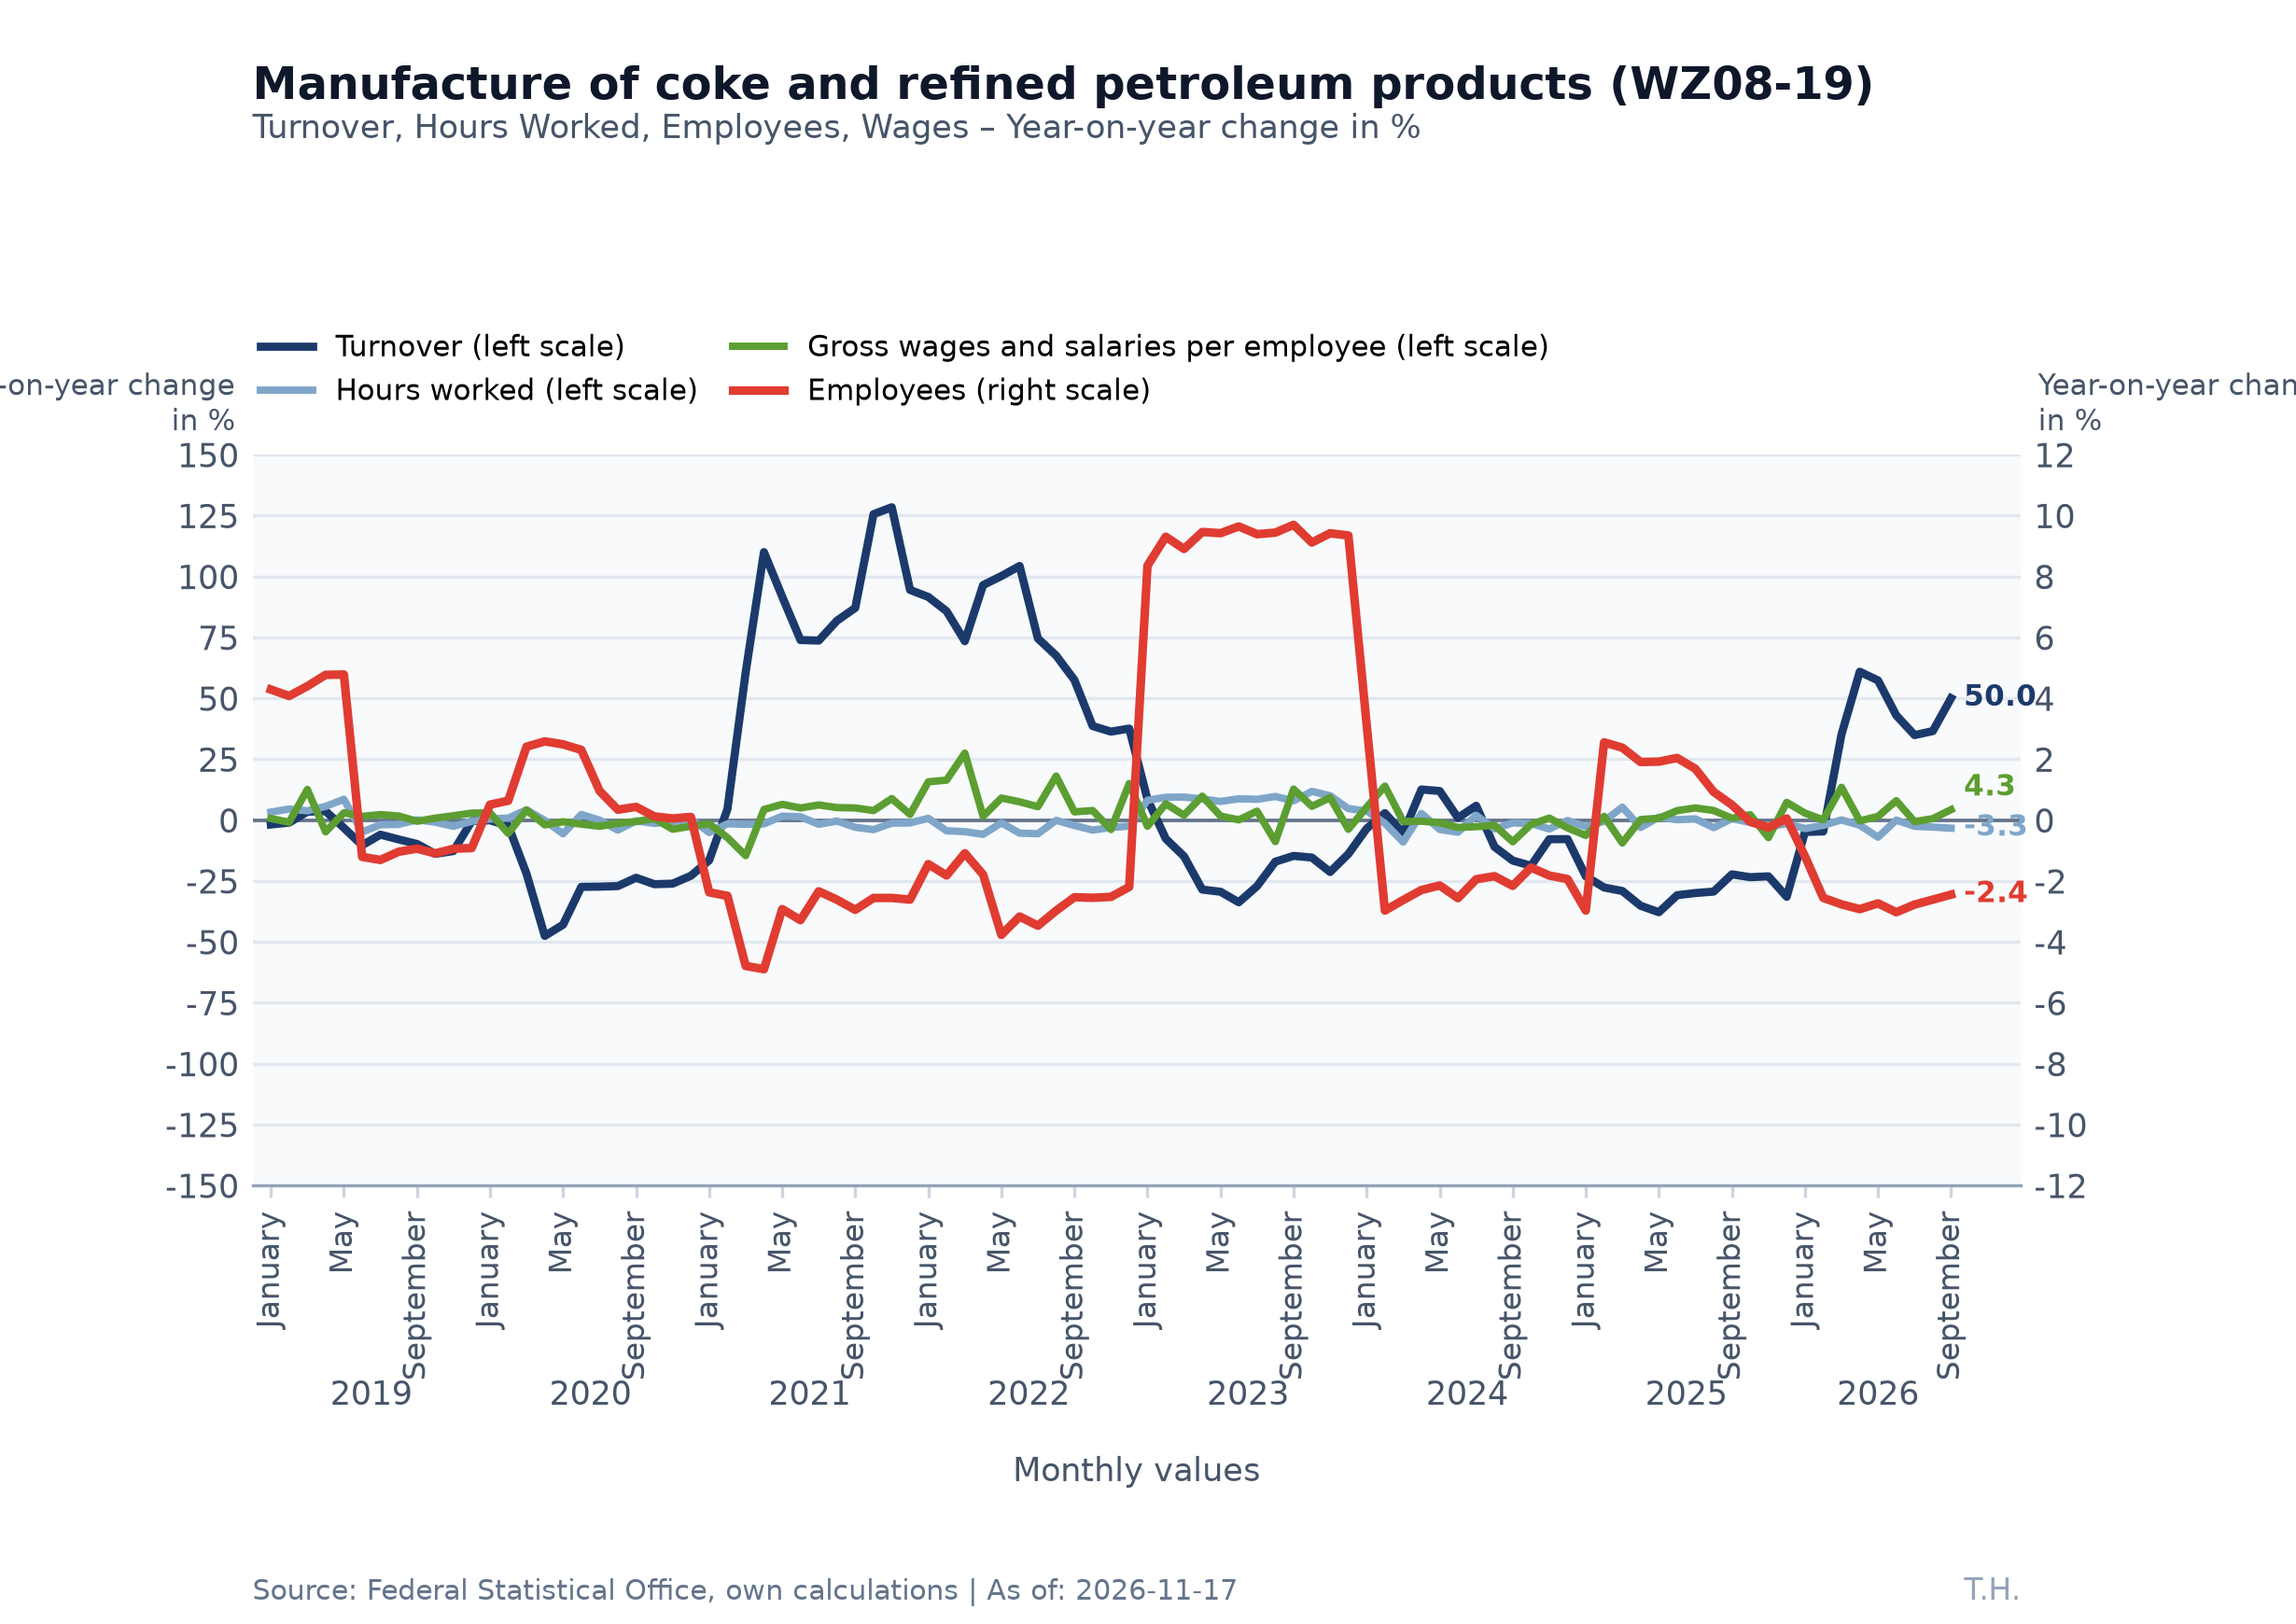 Manufacture of coke and refined petroleum products (WZ08-19)
Turnover, Hours Worked, Employees, Wages – Year-on-year change in %
Turnover (left scale)
Gross wages and salaries per employee (left scale)
Hours worked (left scale)
Employees (right scale)
-on-year change
in %
Year-on-year chan
in %
150
125
100
75
50
25
0
-25
-50
-75
-100
-125
-150
12
10
8
6
4
2
0
-2
-4
-6
-8
-10
-12
50.0
4.3
-3.3
-2.4
January
May
September
January
May
September
January
May
September
January
May
September
January
May
September
January
May
September
January
May
September
January
May
September
2019
2020
2021
2022
2023
2024
2025
2026
Monthly values
Source: Federal Statistical Office, own calculations | As of: 2026-11-17
T.H.